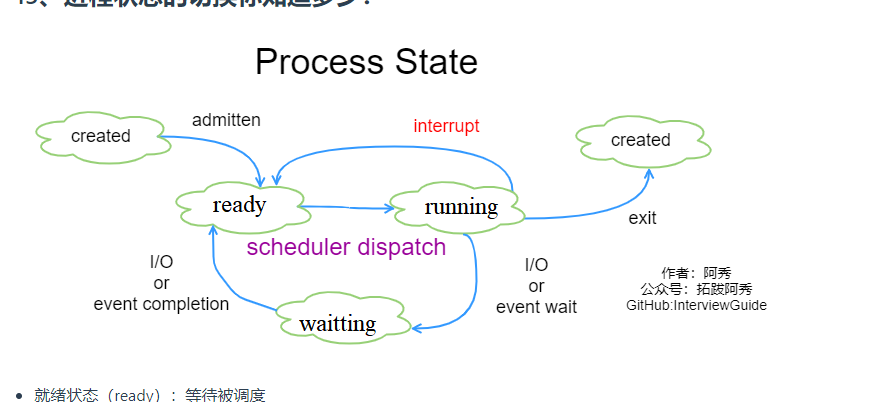 Process State
admitten
created
interrupt
created
ready
running
scheduler dispatch
exit
I/O
or
event completion
I/O
or
event wait
waitting
作者：阿秀
公众号：拓跋阿秀
GitHub:InterviewGuide
就绪状态（ready）：等待被调度